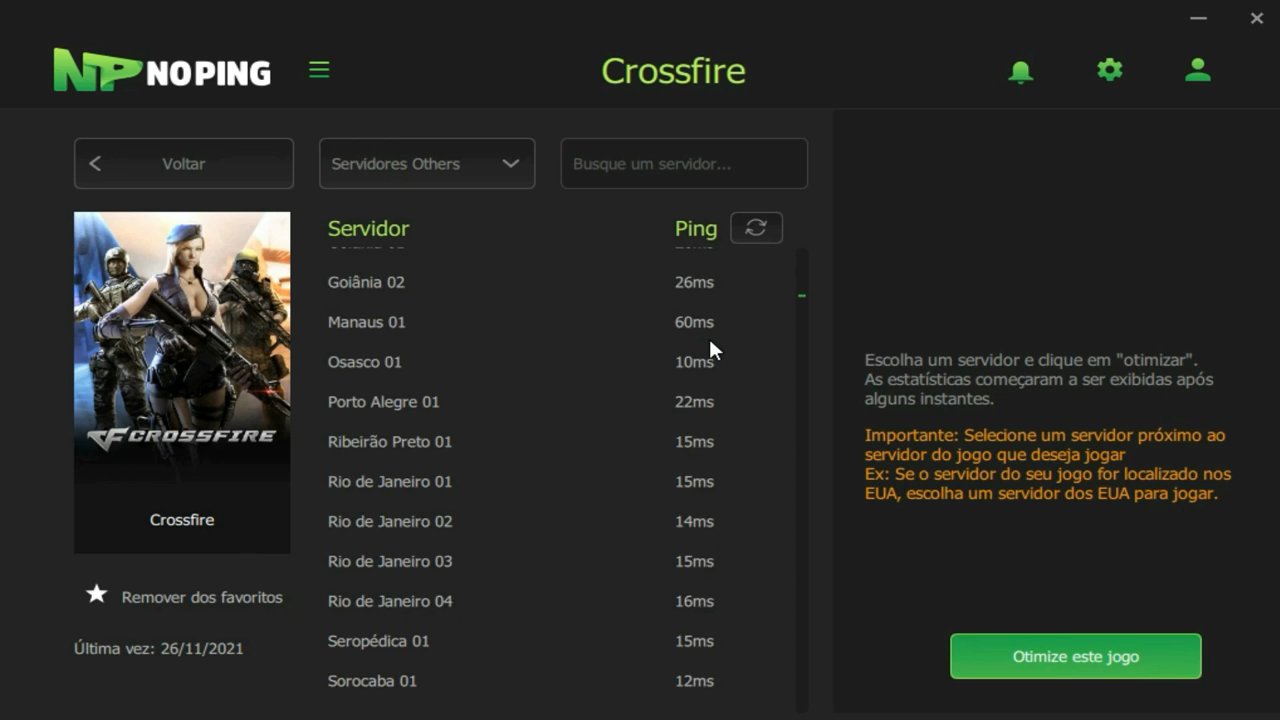 NP NOPING
Crossfire
Voltar
Servidores Others
Busque um servidor...
CROSSFIRE
Crossfire
Remover dos favoritos
Última vez: 26/11/2021
Servidor Ping
Goiânia 02 26ms
Manaus 01 60ms
Osasco 01 10ms
Porto Alegre 01 22ms
Ribeirão Preto 01 15ms
Rio de Janeiro 01 15ms
Rio de Janeiro 02 14ms
Rio de Janeiro 03 15ms
Rio de Janeiro 04 16ms
Seropédica 01 15ms
Sorocaba 01 12ms
Escolha um servidor e clique em "otimizar".
As estatísticas começaram a ser exibidas após
alguns instantes.
Importante: Selecione um servidor próximo ao
servidor do jogo que deseja jogar
Ex: Se o servidor do seu jogo for localizado nos
EUA, escolha um servidor dos EUA para jogar.
Otimize este jogo